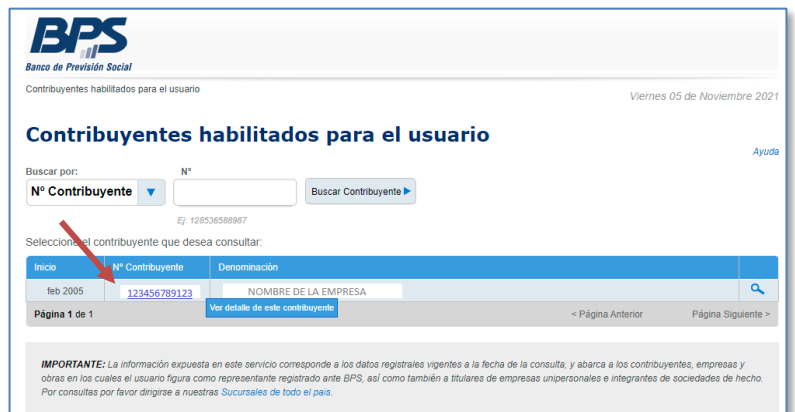 BPS
Banco de Previsión Social
Contribuyentes habilitados para el usuario
Viernes 05 de Noviembre 2021
Contribuyentes habilitados para el usuario
Ayuda
Buscar por: Nº
Nº Contribuyente Buscar Contribuyente
Ej: 128536588987
Seleccione el contribuyente que desea consultar:
Inicio Nº Contribuyente Denominación
feb 2005 123456789123 NOMBRE DE LA EMPRESA
Ver detalle de este contribuyente
Página 1 de 1 < Página Anterior Página Siguiente >
IMPORTANTE: La información expuesta en este servicio corresponde a los datos registrales vigentes a la fecha de la consulta, y abarca a los contribuyentes, empresas y
obras en los cuales el usuario figura como representante registrado ante BPS, así como también a titulares de empresas unipersonales e integrantes de sociedades de hecho.
Por consultas por favor dirigirse a nuestras Sucursales de todo el país.